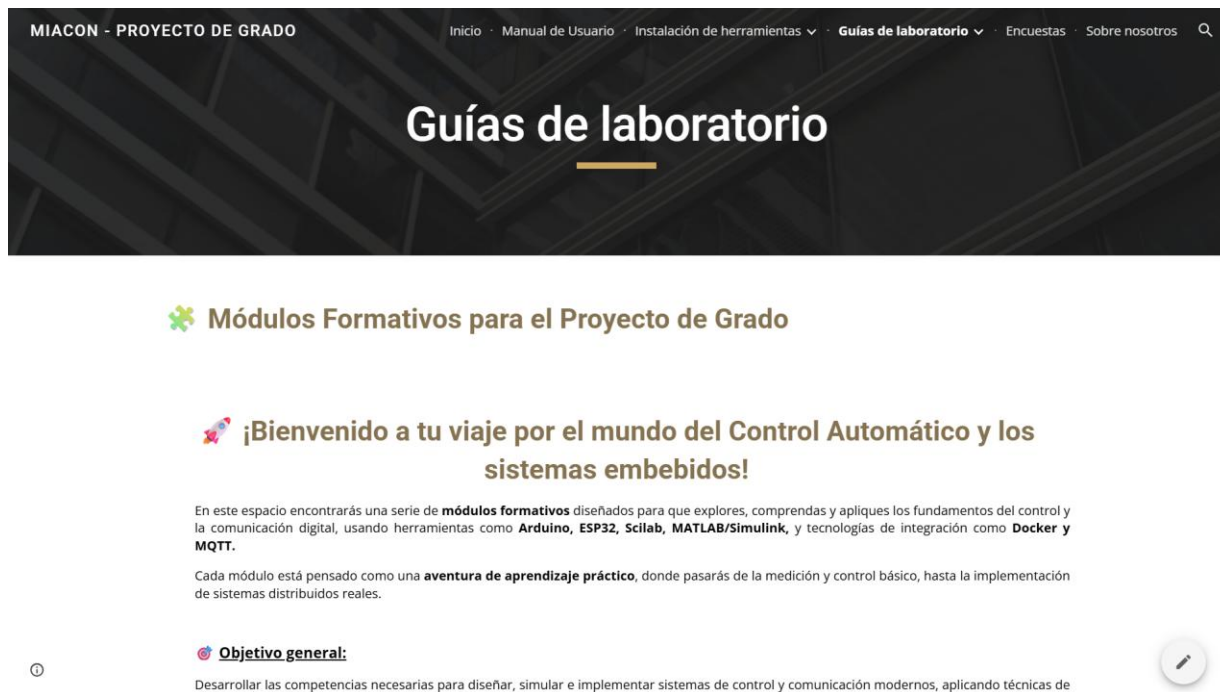 MIACON - PROYECTO DE GRADO
Inicio · Manual de Usuario · Instalación de herramientas · Guías de laboratorio · Encuestas · Sobre nosotros
Guías de laboratorio
Módulos Formativos para el Proyecto de Grado
¡Bienvenido a tu viaje por el mundo del Control Automático y los
sistemas embebidos!
En este espacio encontrarás una serie de módulos formativos diseñados para que explores, comprendas y apliques los fundamentos del control y
la comunicación digital, usando herramientas como Arduino, ESP32, Scilab, MATLAB/Simulink, y tecnologías de integración como Docker y
MQTT.
Cada módulo está pensado como una aventura de aprendizaje práctico, donde pasarás de la medición y control básico, hasta la implementación
de sistemas distribuidos reales.
Objetivo general:
Desarrollar las competencias necesarias para diseñar, simular e implementar sistemas de control y comunicación modernos, aplicando técnicas de